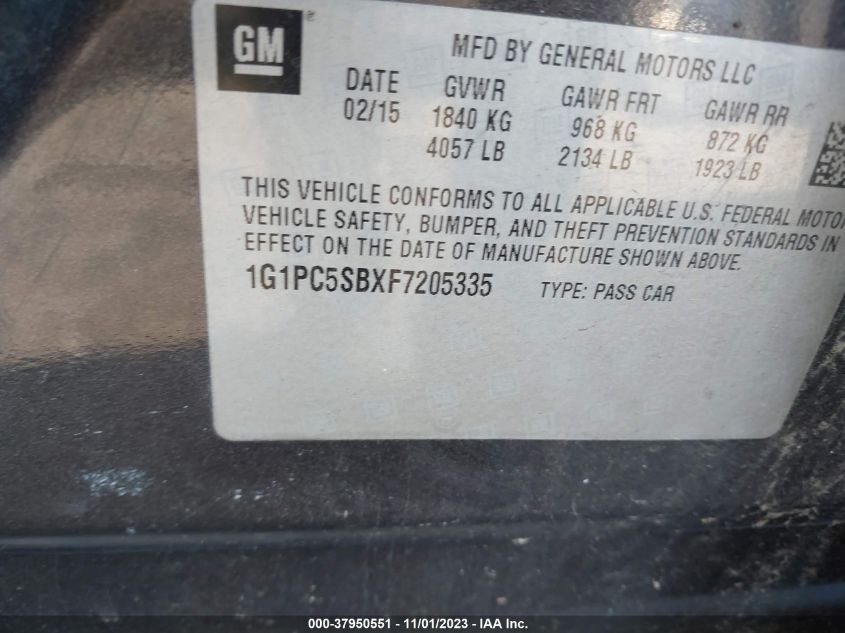 GM
MFD BY GENERAL MOTORS LLC
DATE GVWR GAWR FRT GAWR RR
02/15 1840 KG 968 KG 872 KG
4057 LB 2134 LB 1923 LB
THIS VEHICLE CONFORMS TO ALL APPLICABLE U.S. FEDERAL MOTOR
VEHICLE SAFETY, BUMPER, AND THEFT PREVENTION STANDARDS IN
EFFECT ON THE DATE OF MANUFACTURE SHOWN ABOVE.
1G1PC5SBXF7205335 TYPE: PASS CAR
000-37950551 - 11/01/2023 - IAA Inc.